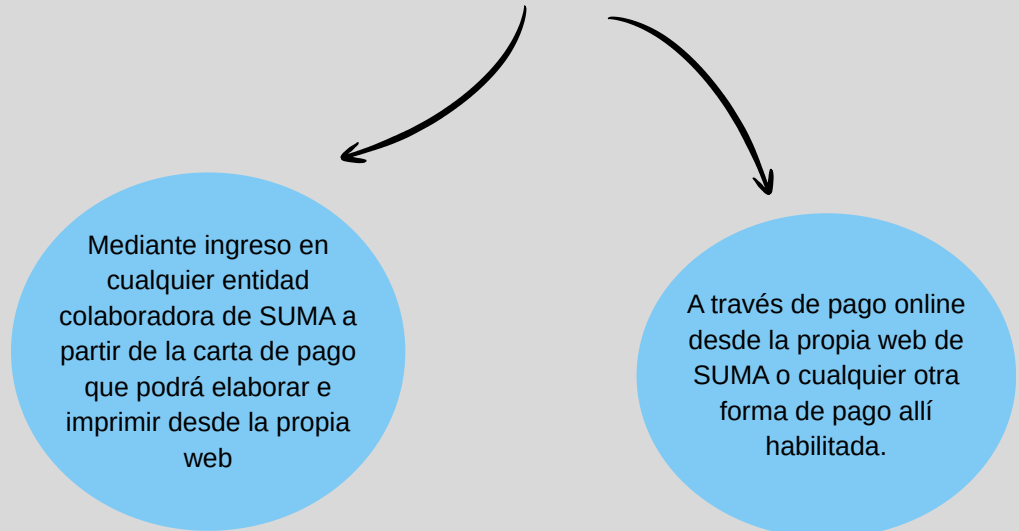 Mediante ingreso en
cualquier entidad
colaboradora de SUMA a
partir de la carta de pago
que podrá elaborar e
imprimir desde la propia
web
A través de pago online
desde la propia web de
SUMA o cualquier otra
forma de pago allí
habilitada.